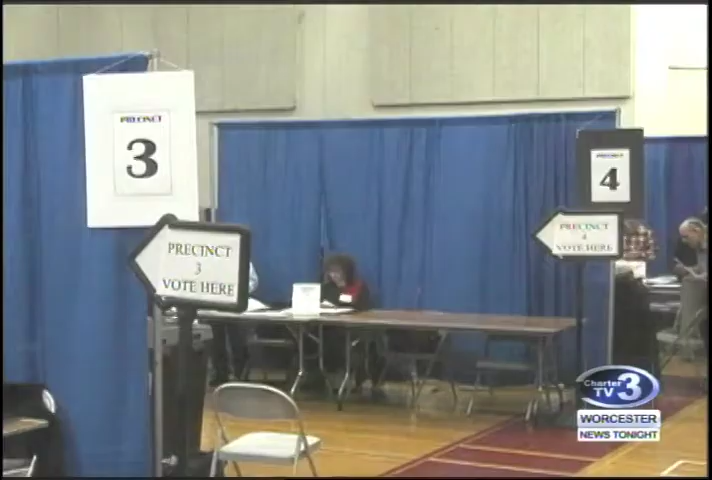 PRECINCT
3
PRECINCT
3
VOTE HERE
PRECINCT
4
PRECINCT
4
VOTE HERE
Charter
TV 3
WORCESTER
NEWS TONIGHT